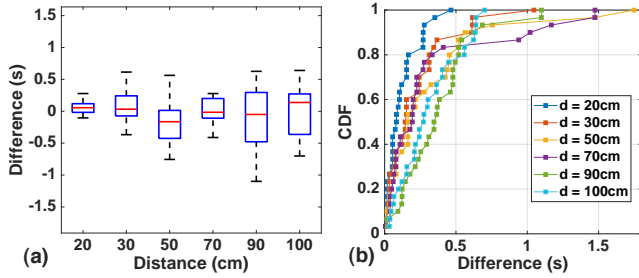 Difference (s)
1.5
1
0.5
0
-0.5
-1
-1.5
20 30 50 70 90 100
Distance (cm)
(a)
CDF
1
0.8
0.6
0.4
0.2
0
0 0.5 1 1.5
Difference (s)
(b)
d = 20cm
d = 30cm
d = 50cm
d = 70cm
d = 90cm
d = 100cm